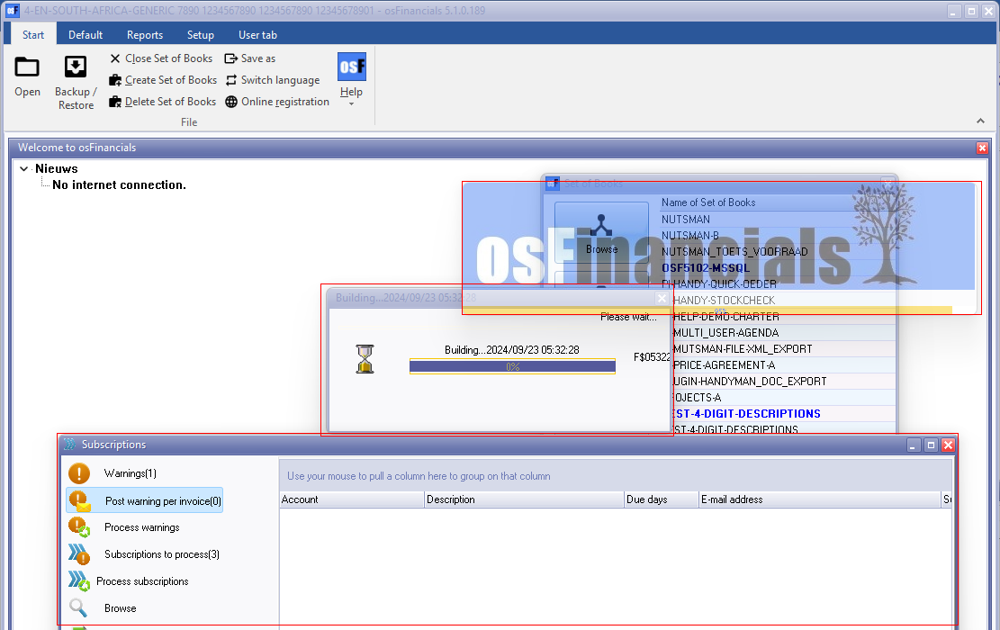 4-EN-SOUTH-AFRICA-GENERIC 7890 1234567890 1234567890 12345678901 - osFinancials 5.1.0.189
Start Default Reports Setup User tab
Open
Backup / Restore
Close Set of Books
Create Set of Books
Delete Set of Books
Save as
Switch language
Online registration
osF
Help
File
Welcome to osFinancials
Nieuws
No internet connection.
Set of Books
Browse
Name of Set of Books
NUTSMAN
NUTSMAN-B
NUTSMAN_TOETS_VOORRAAD
OSF5102-MSSQL
HANDY-QUICK-OEDER
HANDY-STOCKCHECK
HELP-DEMO-CHARTER
MULTI_USER-AGENDA
MUTSMAN-FILE-XML_EXPORT
PRICE-AGREEMENT-A
UGIN-HANDYMAN_DOC_EXPORT
OJECTS-A
ST-4-DIGIT-DESCRIPTIONS
ST-4-DIGIT-DESCRIPTIONS
osFinancials
Building...2024/09/23 05:32:28
Please wait...
Building...2024/09/23 05:32:28
0%
F$05322
Subscriptions
Warnings(1)
Post warning per invoice(0)
Process warnings
Subscriptions to process(3)
Process subscriptions
Browse
Use your mouse to pull a column here to group on that column
Account Description Due days E-mail address